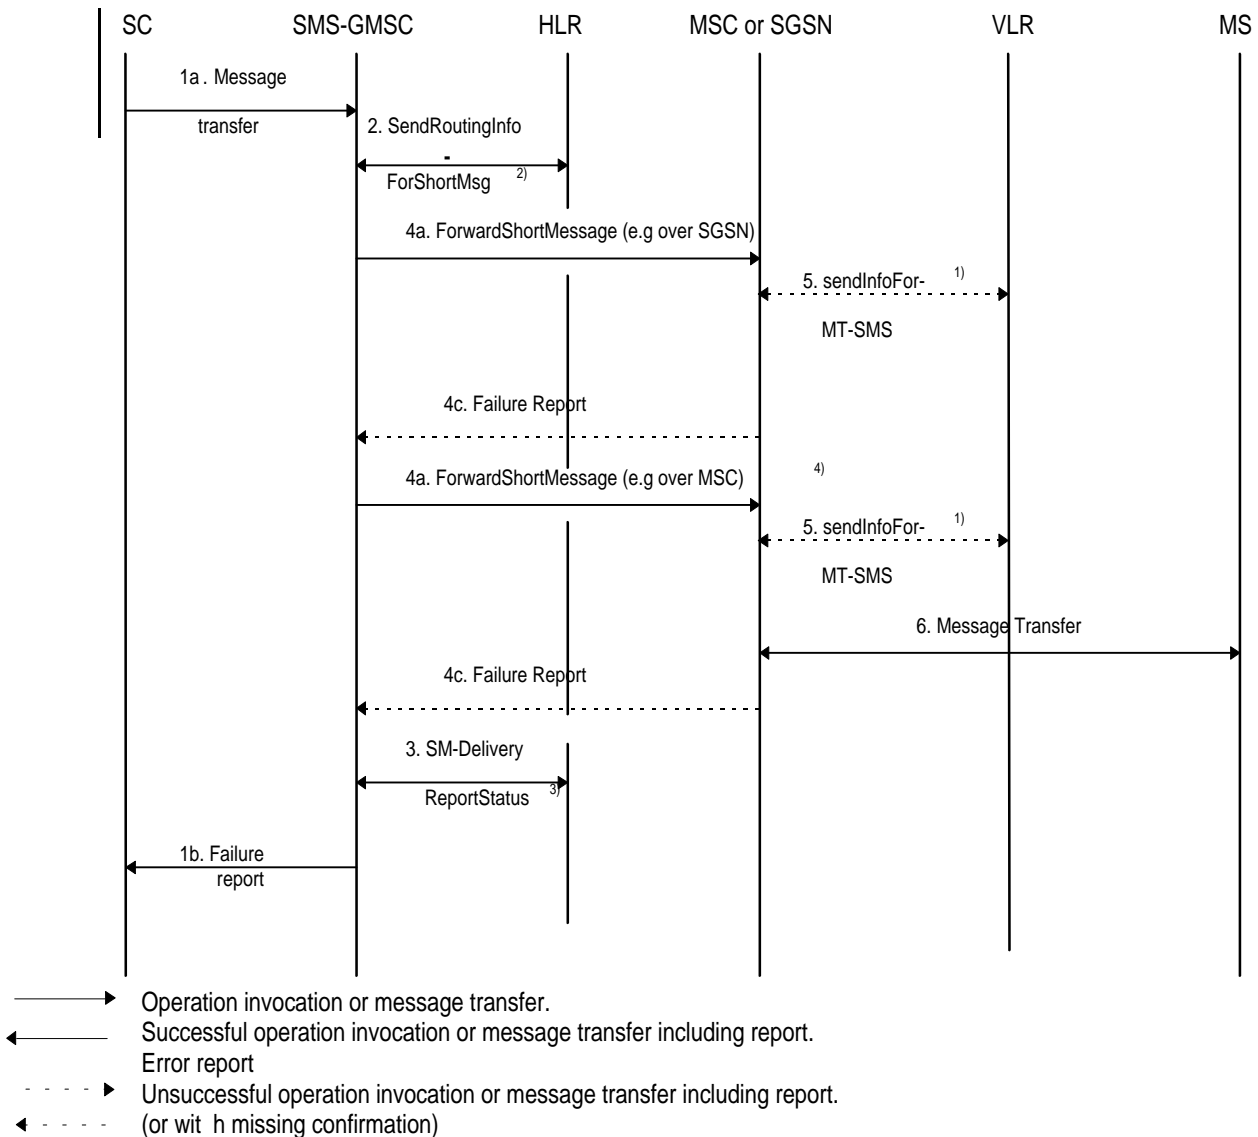 SC SMS-GMSC HLR MSC or SGSN VLR MS
1a . Message
transfer
2. SendRoutingInfo
-
ForShortMsg 2)
4a. ForwardShortMessage (e.g over SGSN)
5. sendInfoFor- 1)
MT-SMS
4c. Failure Report
4a. ForwardShortMessage (e.g over MSC) 4)
5. sendInfoFor- 1)
MT-SMS
6. Message Transfer
4c. Failure Report
3. SM-Delivery
ReportStatus 3)
1b. Failure
report
Operation invocation or message transfer.
Successful operation invocation or message transfer including report.
Error report
Unsuccessful operation invocation or message transfer including report.
(or wit h missing confirmation)